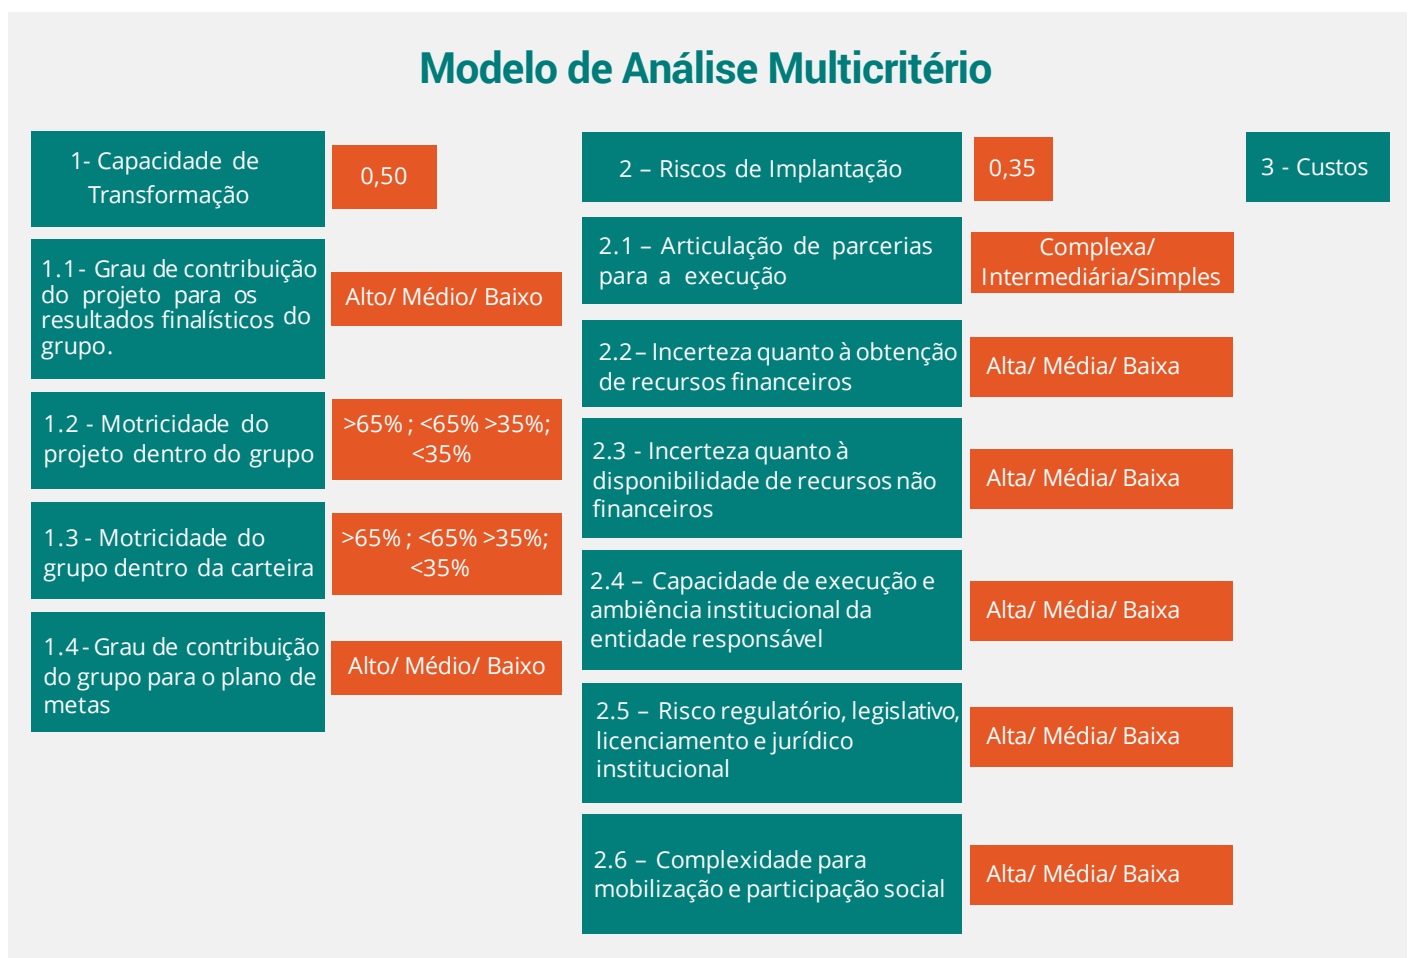 Modelo de Análise Multicritério
1- Capacidade de
Transformação
0,50
1.1- Grau de contribuição
do projeto para os
resultados finalísticos do
grupo.
Alto/ Médio/ Baixo
1.2 - Motricidade do
projeto dentro do grupo
>65% ; <65% >35%;
<35%
1.3 - Motricidade do
grupo dentro da carteira
>65% ; <65% >35%;
<35%
1.4- Grau de contribuição
do grupo para o plano de
metas
Alto/ Médio/ Baixo
2 – Riscos de Implantação
0,35
2.1 – Articulação de parcerias
para a execução
Complexa/
Intermediária/Simples
2.2 – Incerteza quanto à obtenção
de recursos financeiros
Alta/ Média/ Baixa
2.3 - Incerteza quanto à
disponibilidade de recursos não
financeiros
Alta/ Média/ Baixa
2.4 – Capacidade de execução e
ambiência institucional da
entidade responsável
Alta/ Média/ Baixa
2.5 – Risco regulatório, legislativo,
licenciamento e jurídico
institucional
Alta/ Média/ Baixa
2.6 – Complexidade para
mobilização e participação social
Alta/ Média/ Baixa
3 - Custos